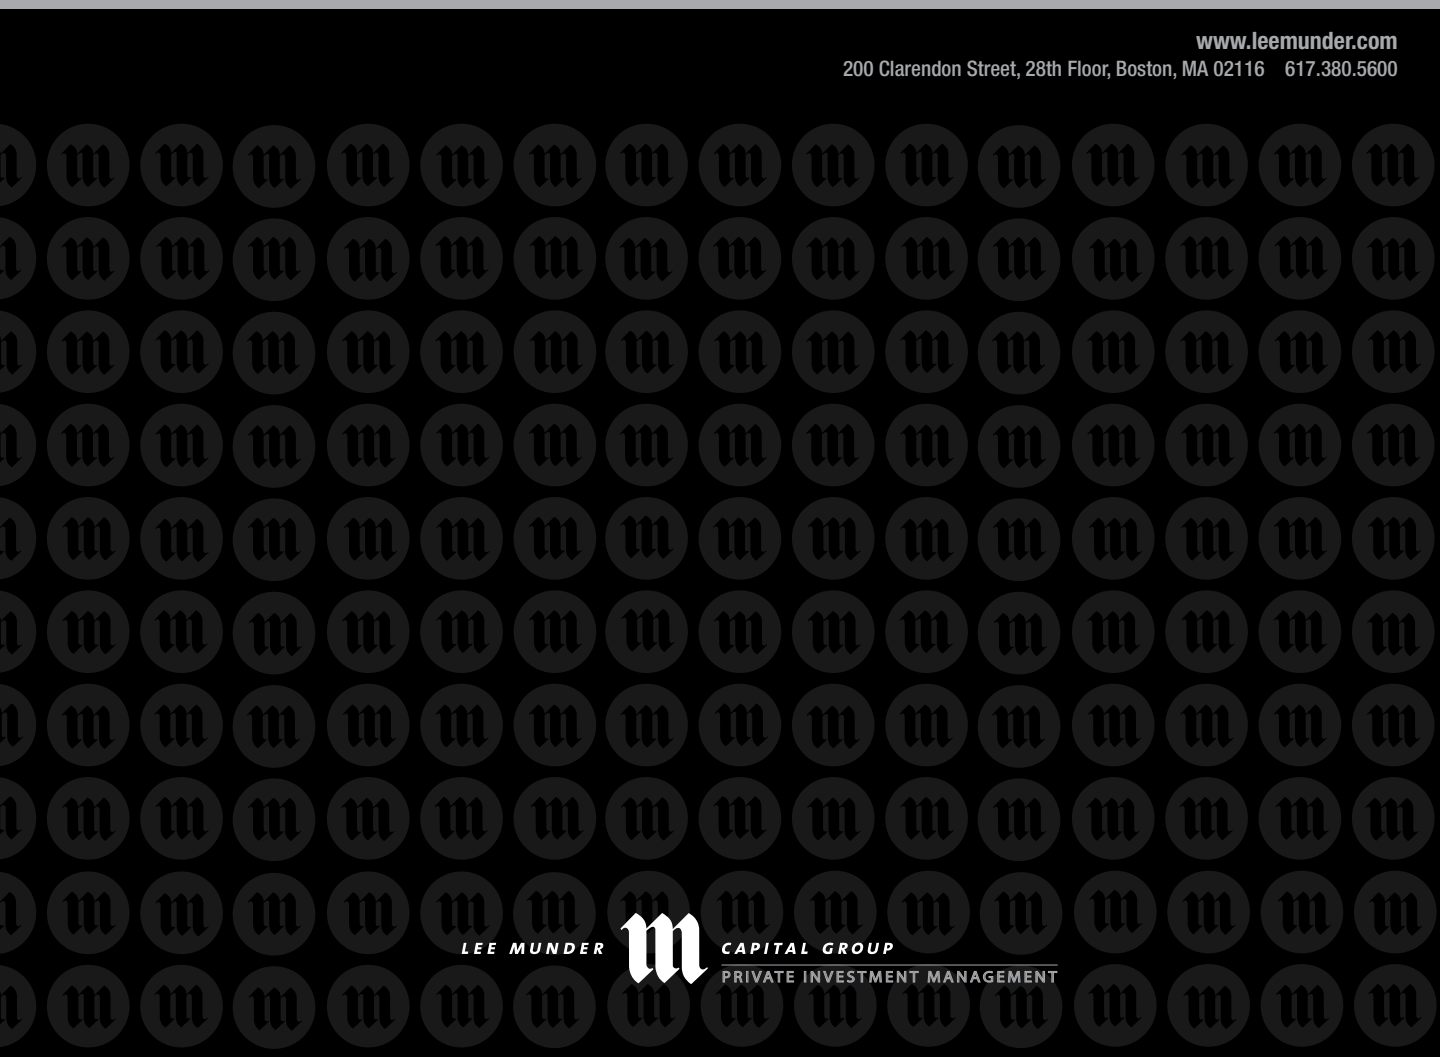 www.leemunder.com
200 Clarendon Street, 28th Floor, Boston, MA 02116 617.380.5600
LEE MUNDER m CAPITAL GROUP
PRIVATE INVESTMENT MANAGEMENT